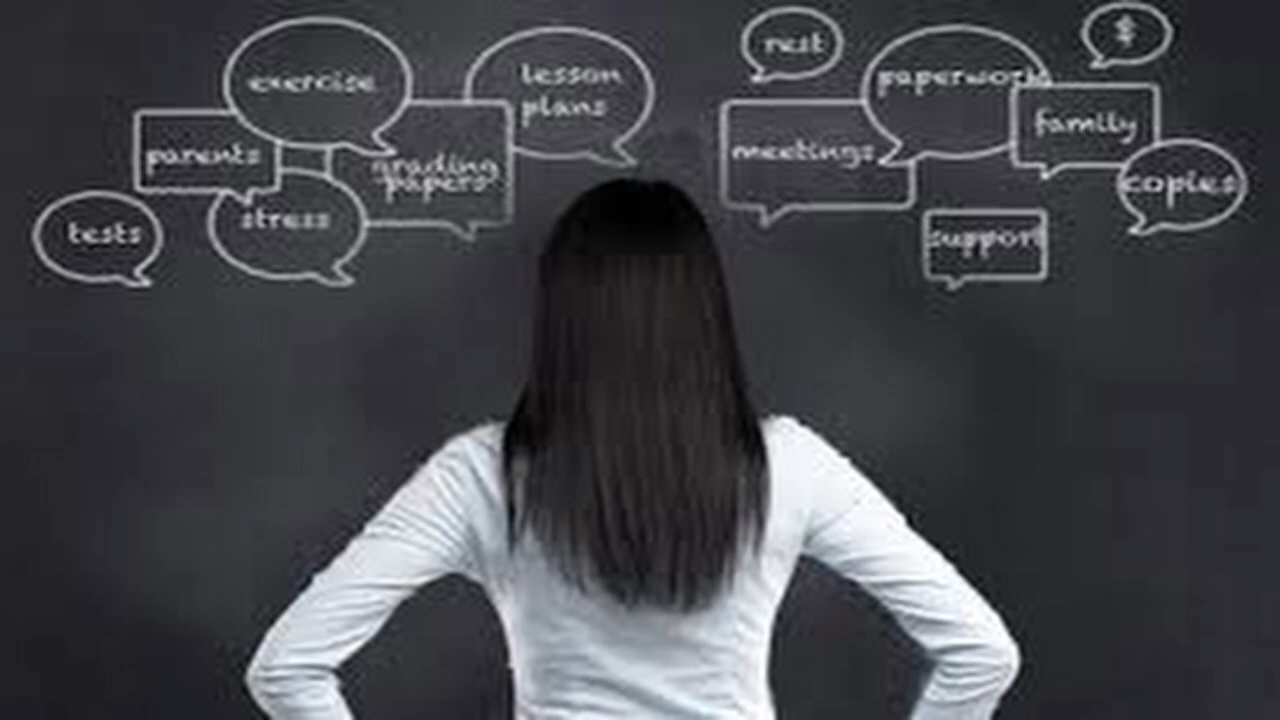 exercise
lesson
plans
parents
grading
papers
tests
stress
rest
paperwork
$
meetings
family
copies
support